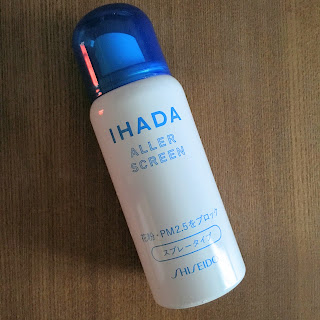 IHADA
ALLER
SCREEN
花粉・PM2.5をブロック
スプレータイプ
SHISEIDO